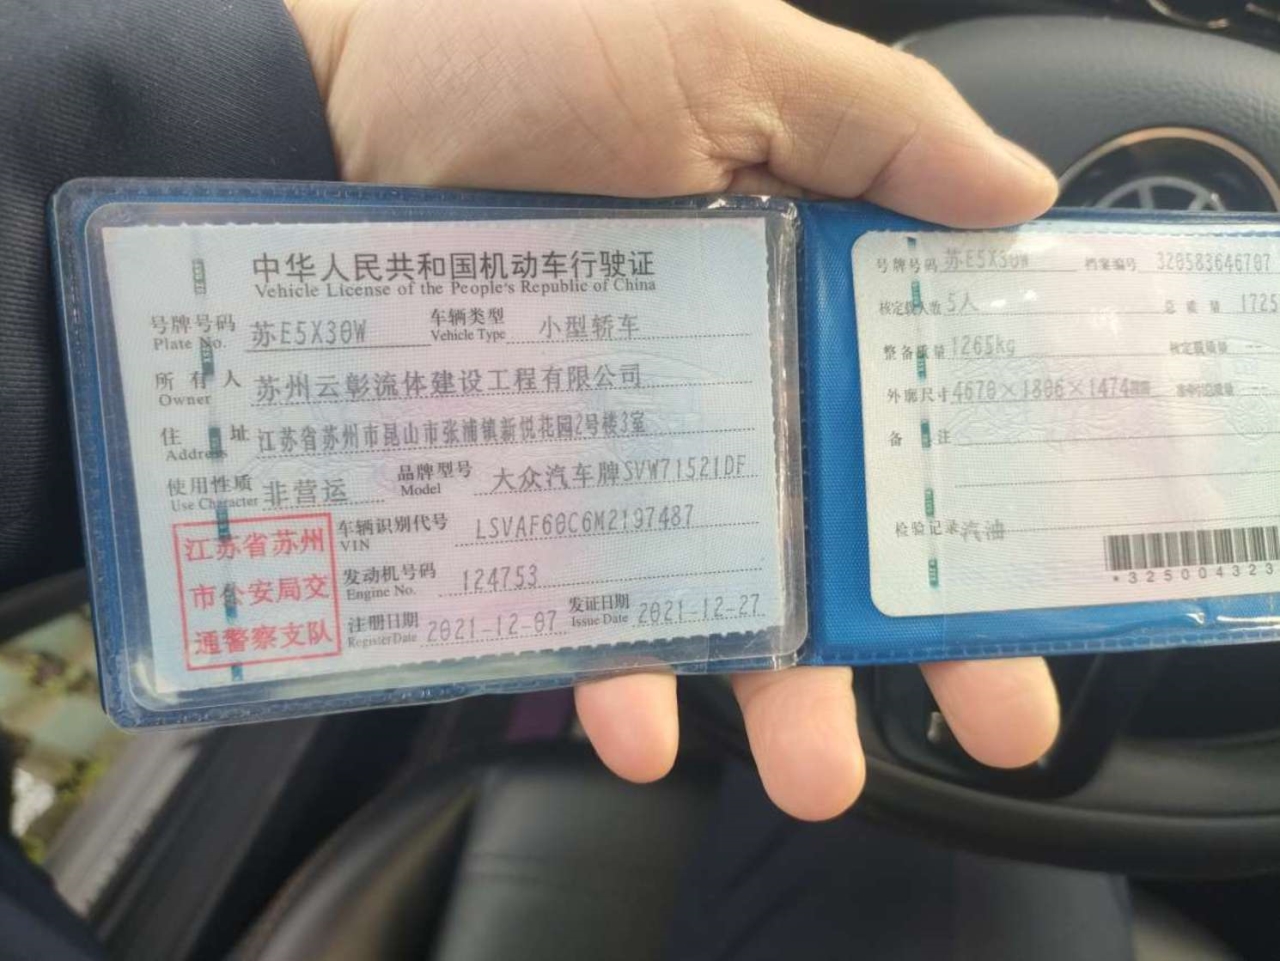 中华人民共和国机动车行驶证
Vehicle License of the People's Republic of China
号牌号码 Plate No. 苏E5X30W 车辆类型 Vehicle Type 小型轿车
所有人 Owner 苏州云彰流体建设工程有限公司
住址 Address 江苏省苏州市昆山市张浦镇新悦花园2号楼3室
使用性质 Use Character 非营运 品牌型号 Model 大众汽车牌SVW71521DF
车辆识别代号 VIN LSVAF60C6M2197487
发动机号码 Engine No. 124753
注册日期 Register Date 2021-12-07 发证日期 Issue Date 2021-12-27
江苏省苏州
市公安局交
通警察支队
号牌号码 苏E5X30W 档案编号 320583646707
核定载人数 5人 总质量 1725
整备质量 1265kg 核定载质量 --
外廓尺寸 4670×1806×1474mm 准牵引总质量 --
备注
检验记录 汽油
*325004323